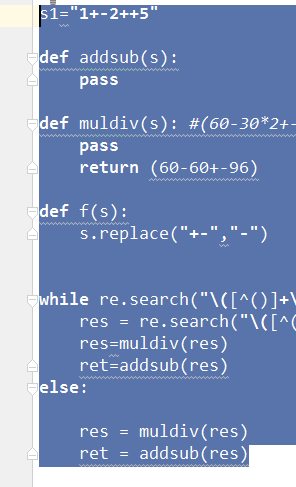 s1="1+-2++5"
def addsub(s):
    pass
def muldiv(s): #(60-30*2+-
    pass
    return (60-60+-96)
def f(s):
    s.replace("+-","-")
while re.search("\([^()]+\
    res = re.search("\([^(
    res=muldiv(res)
    ret=addsub(res)
else:
    res = muldiv(res)
    ret = addsub(res)